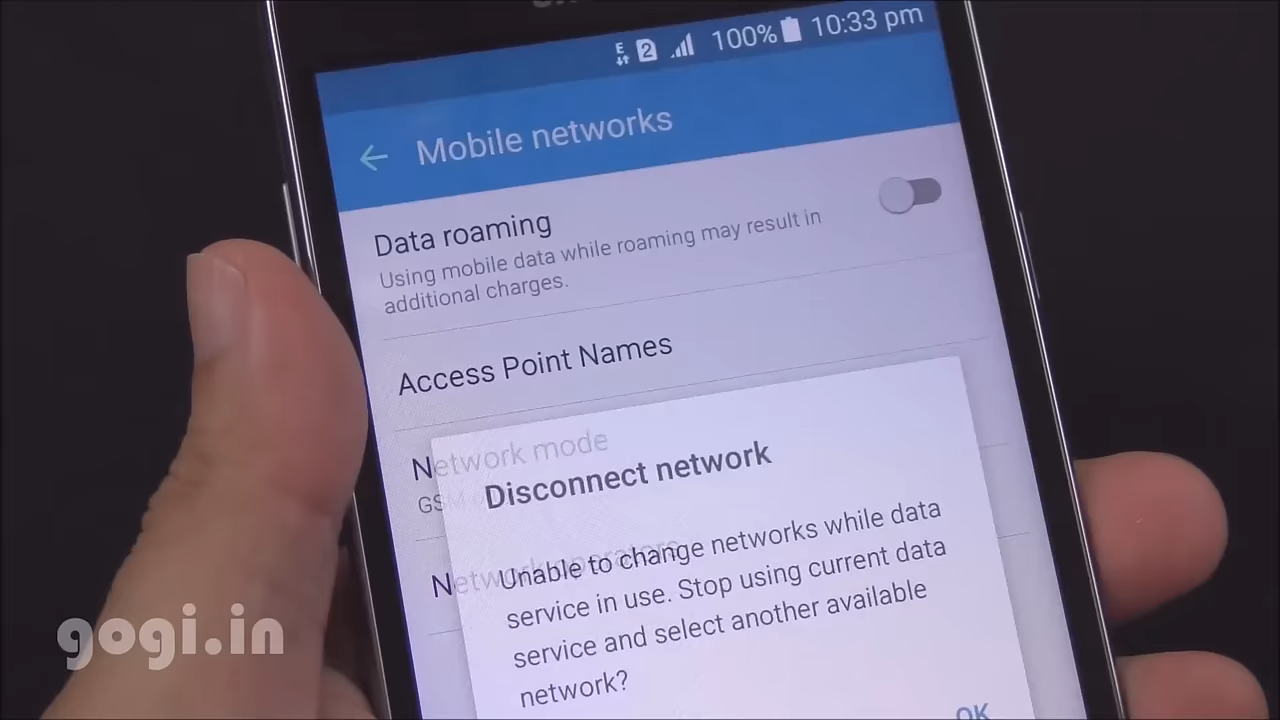 E 2 100% 10:33 pm
Mobile networks
Data roaming
Using mobile data while roaming may result in
additional charges.
Access Point Names
Network mode
GSM
Disconnect network
Network operators
Unable to change networks while data
service in use. Stop using current data
service and select another available
network?
OK
gogi.in